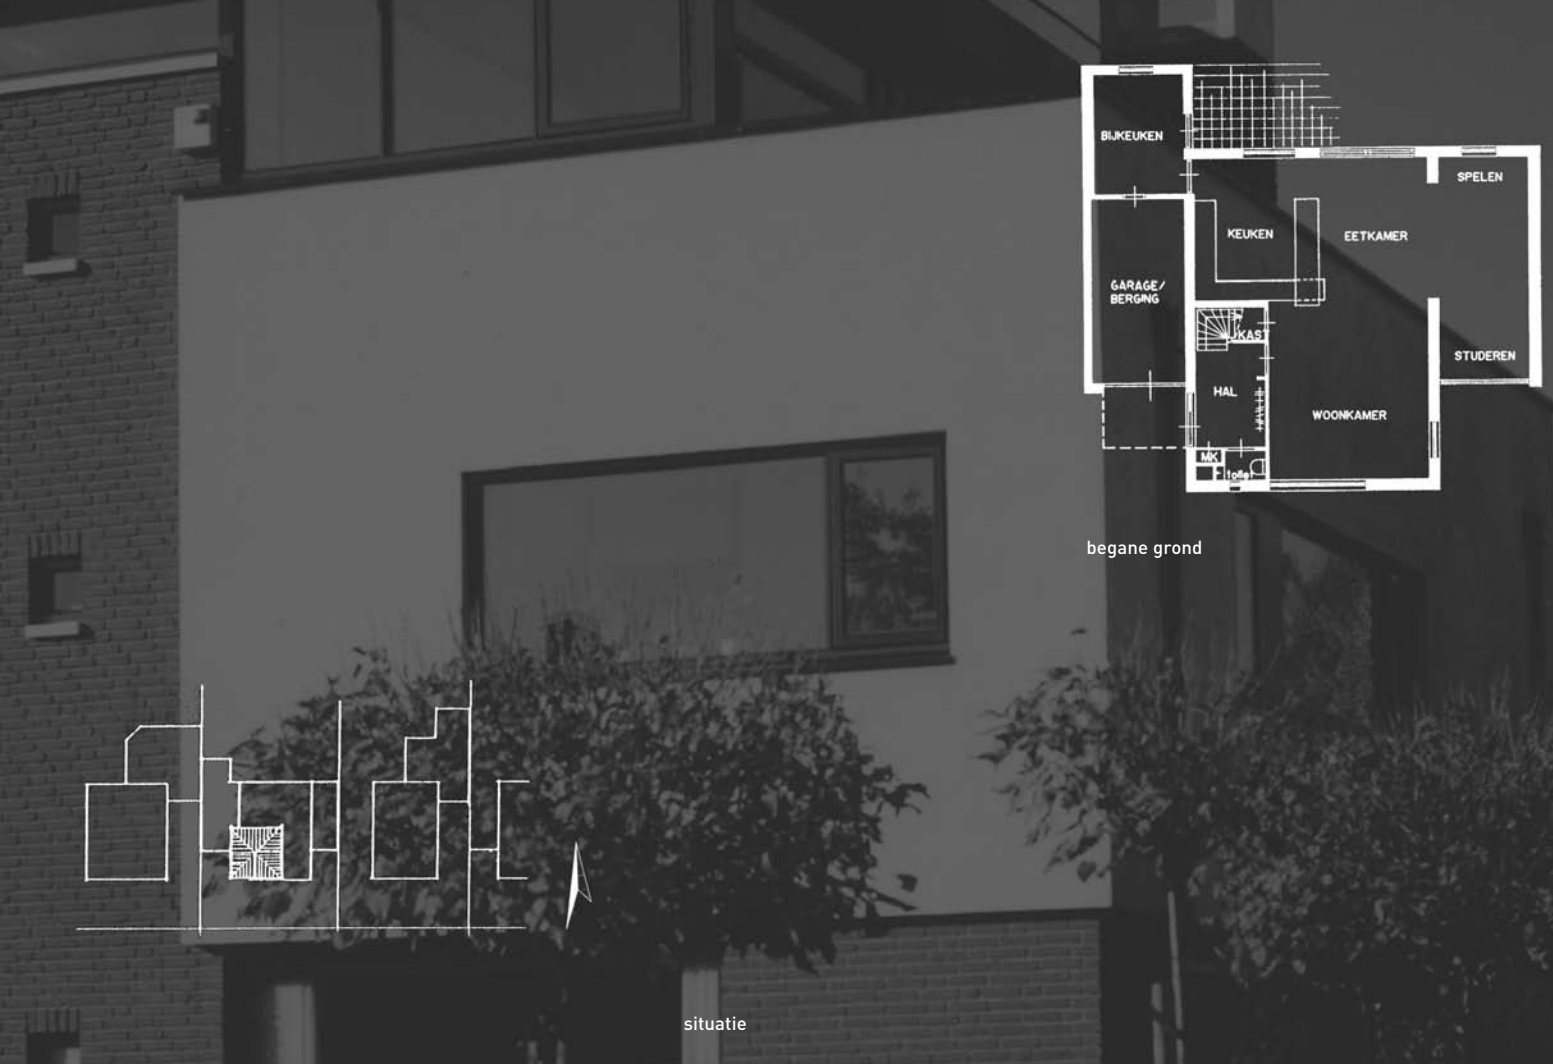 BIJKEUKEN
SPELEN
KEUKEN
EETKAMER
GARAGE/
BERGING
KAST
STUDEREN
HAL
WOONKAMER
MK
toilet
begane grond
situatie